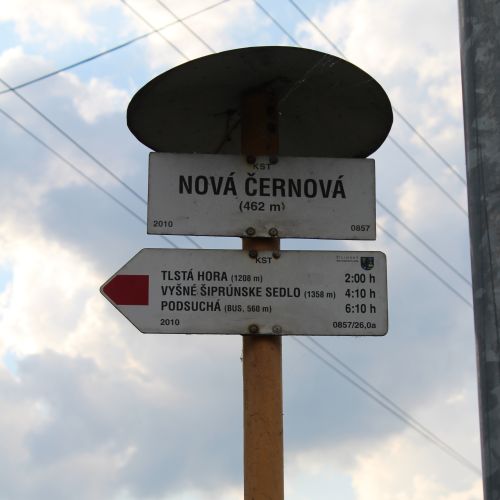 KST
NOVÁ ČERNOVÁ
(462 m)
2010 0857
KST
TLSTÁ HORA (1208 m) 2:00 h
VYŠNÉ ŠIPRÚNSKE SEDLO (1358 m) 4:10 h
PODSUCHÁ (BUS, 560 m) 6:10 h
2010 0857/26,0a